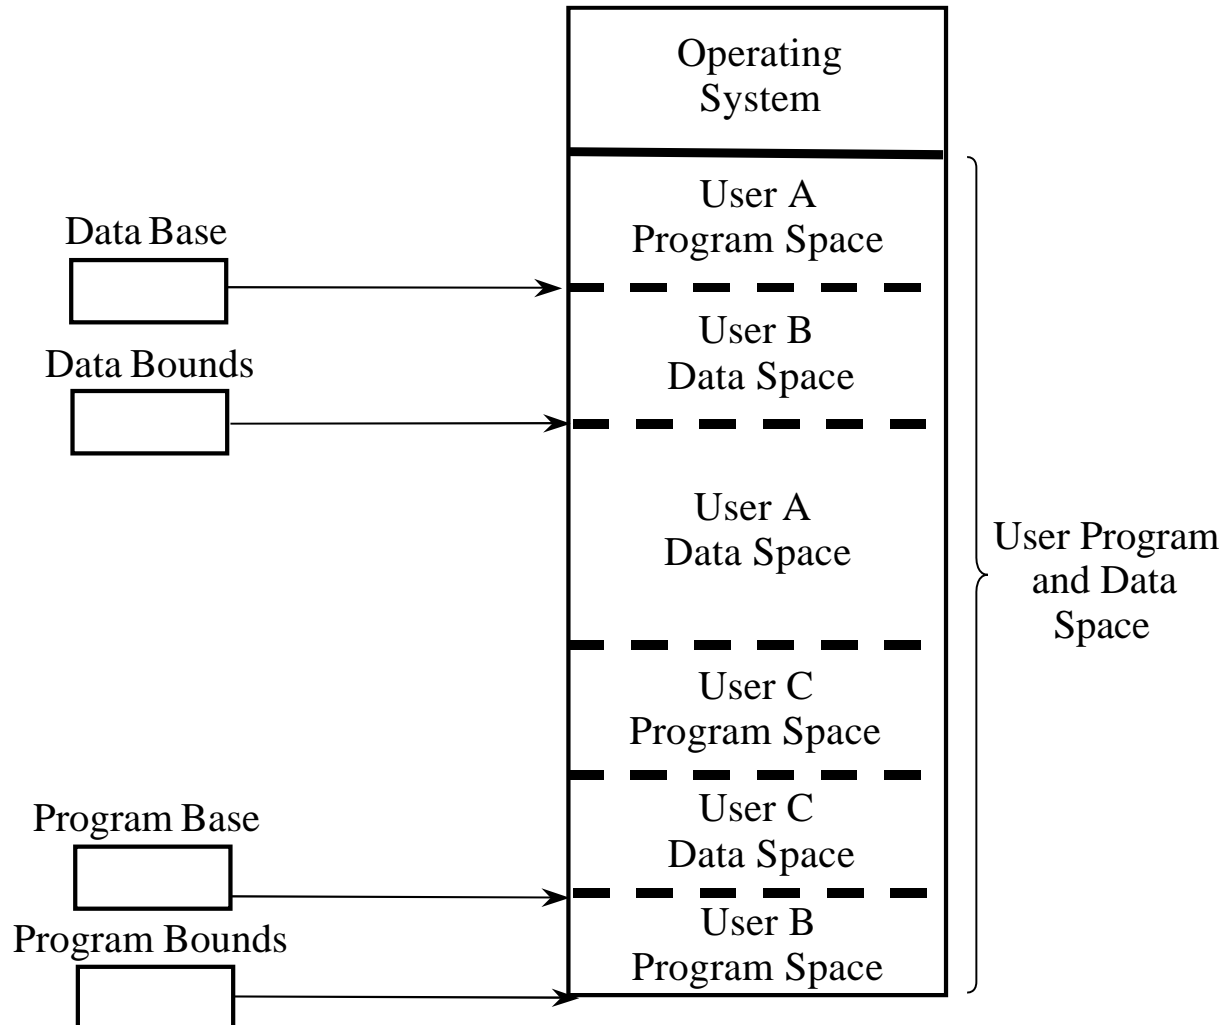 Operating
System
User A
Program Space
Data Base
User B
Data Space
Data Bounds
User A
Data Space
User Program
and Data
Space
User C
Program Space
User C
Data Space
Program Base
User B
Program Space
Program Bounds